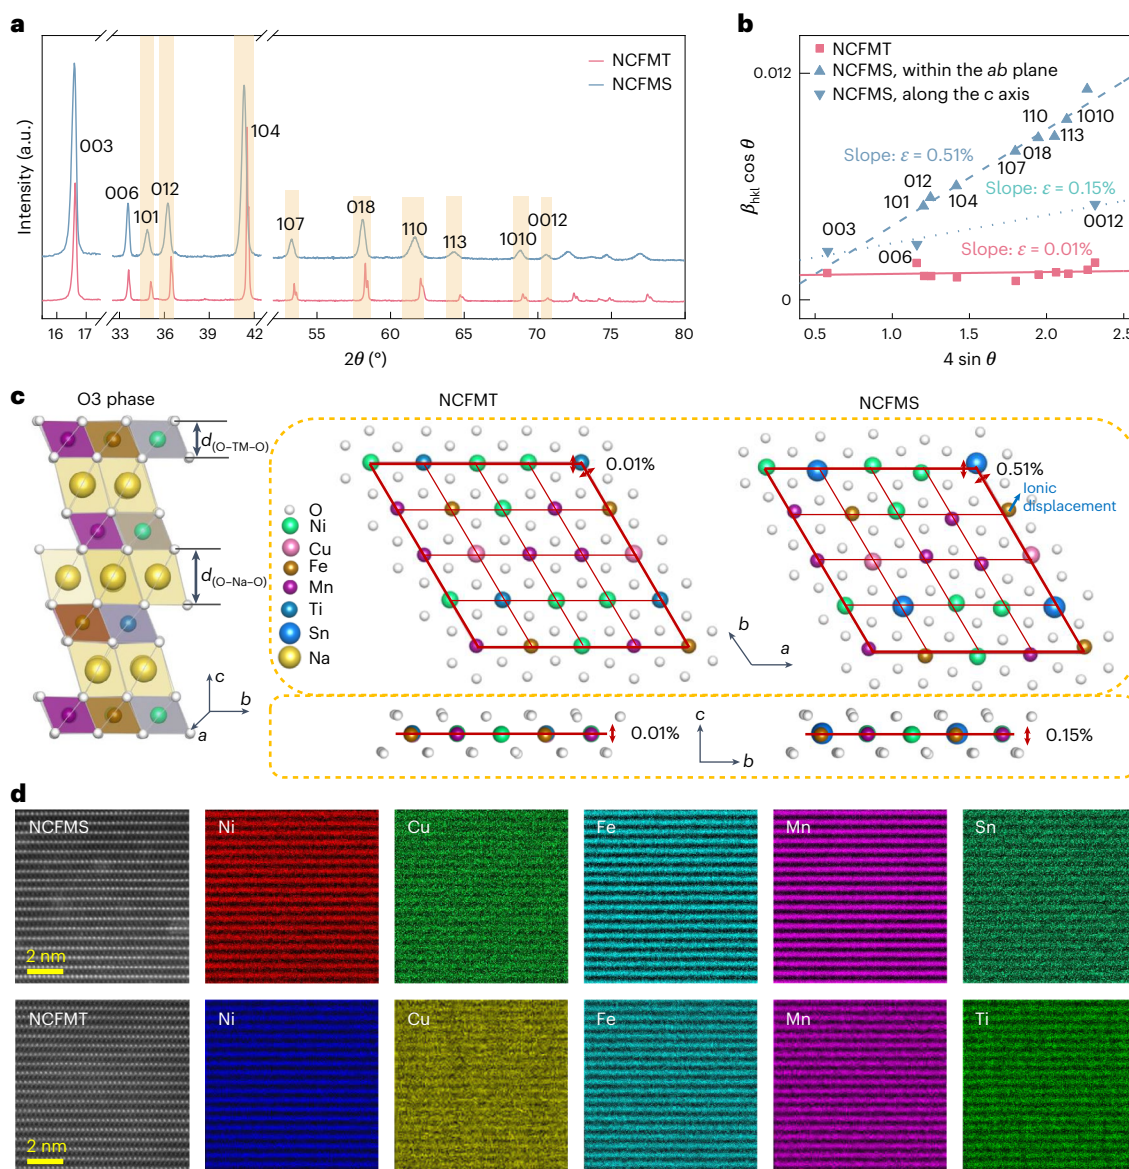 a
Intensity (a.u.)
003
006
101
012
104
107
018
110
113
1010
0012
NCFMT
NCFMS
16
17
33
36
39
42
55
60
65
70
75
80
2θ (°)
b
NCFMT
NCFMS, within the ab plane
NCFMS, along the c axis
0.012
0
βhkl cos θ
110
1010
113
018
107
Slope: ε = 0.51%
012
101
104
Slope: ε = 0.15%
003
006
0012
Slope: ε = 0.01%
0.5
1.0
1.5
2.0
2.5
4 sin θ
c
O3 phase
d(O–TM–O)
d(O–Na–O)
c
b
a
O
Ni
Cu
Fe
Mn
Ti
Sn
Na
NCFMT
0.01%
NCFMS
0.51%
Ionic
displacement
b
a
0.01%
c
b
0.15%
d
NCFMS
2 nm
Ni
Cu
Fe
Mn
Sn
NCFMT
2 nm
Ni
Cu
Fe
Mn
Ti